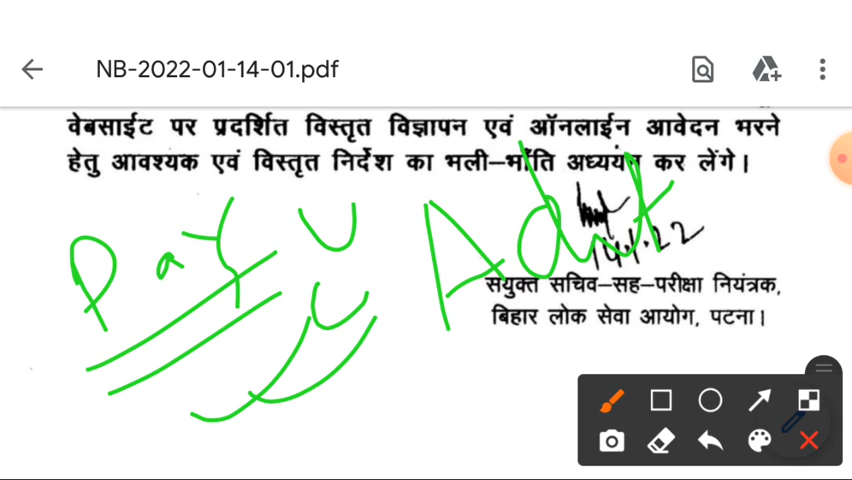 NB-2022-01-14-01.pdf
वेबसाईट पर प्रदर्शित विस्तृत विज्ञापन एवं ऑनलाईन आवेदन भरने
हेतु आवश्यक एवं विस्तृत निर्देश का भली–भाँति अध्ययन कर लेंगे।
Pay U
14.1.22
संयुक्त सचिव–सह–परीक्षा नियंत्रक,
बिहार लोक सेवा आयोग, पटना।